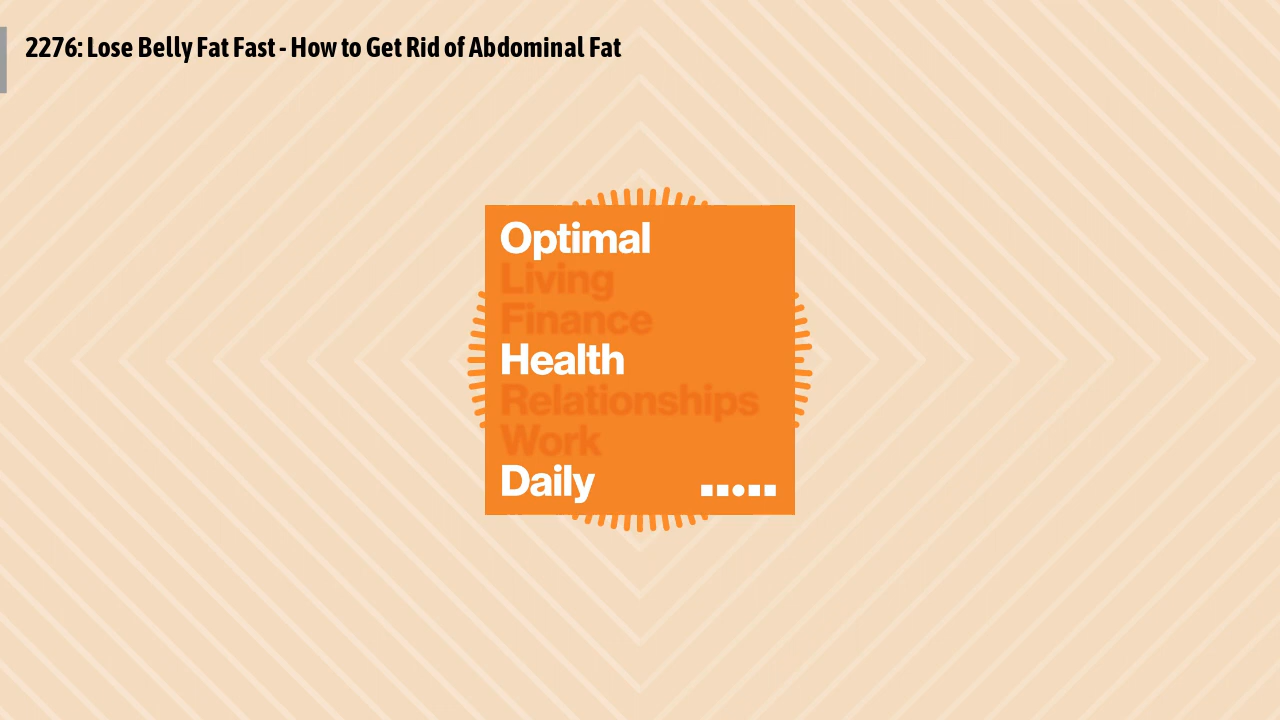 2276: Lose Belly Fat Fast - How to Get Rid of Abdominal Fat
Optimal
Living
Finance
Health
Relationships
Work
Daily